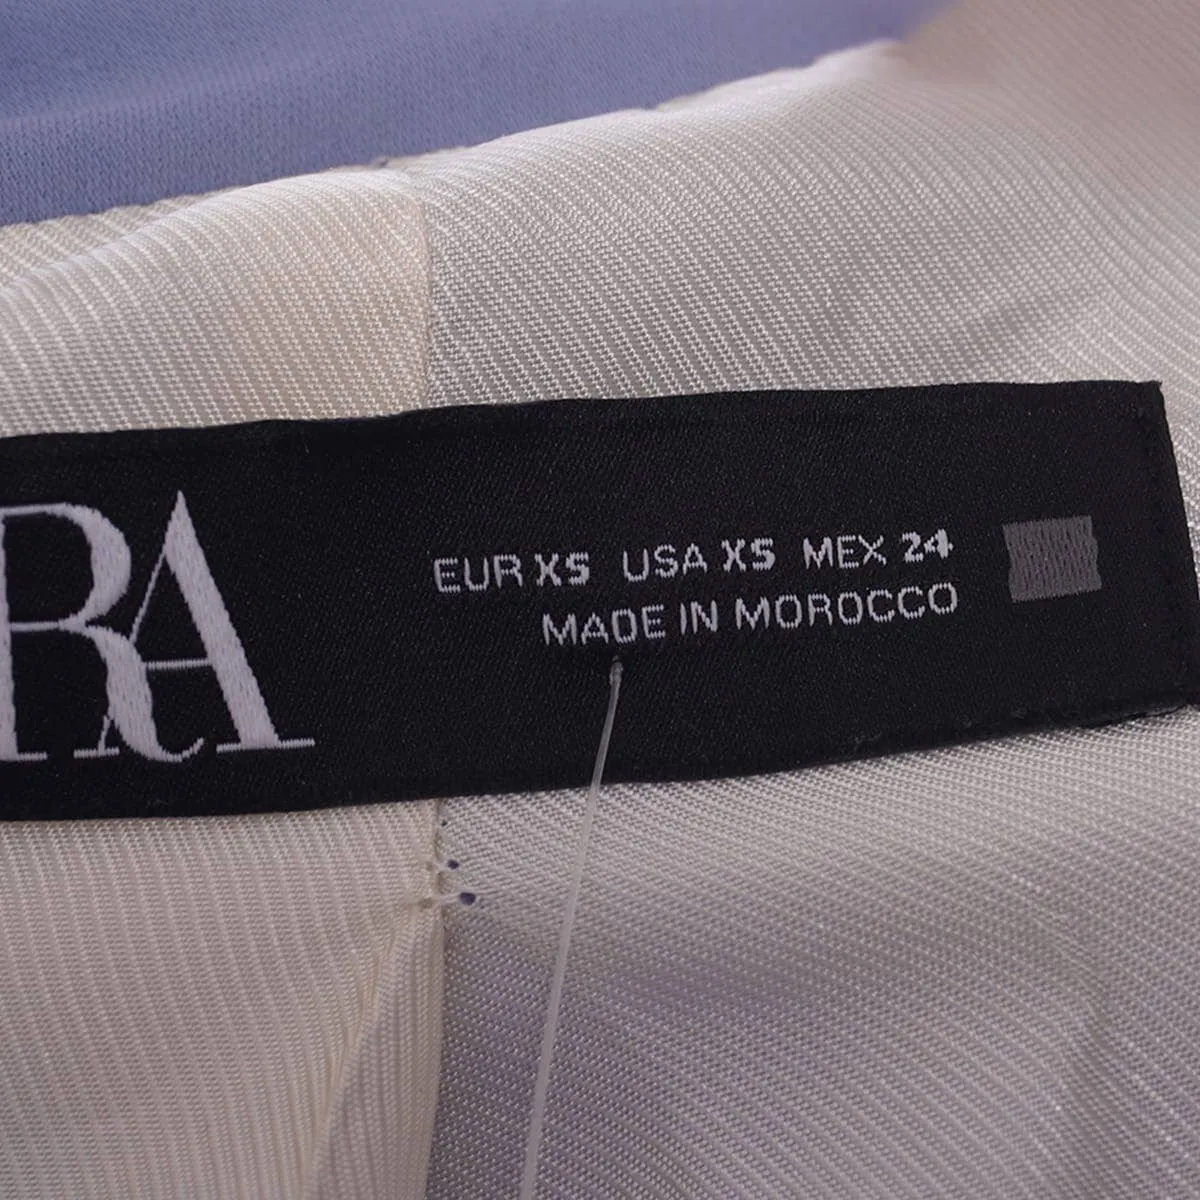 RA
EUR XS USA XS MEX 24
MADE IN MOROCCO